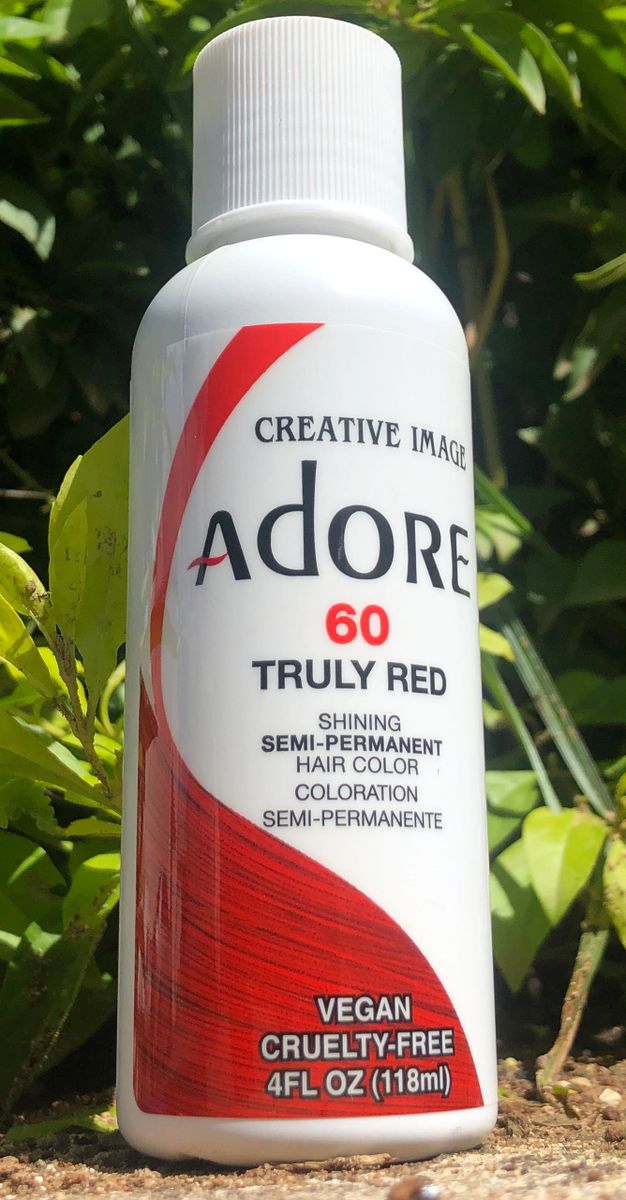 CREATIVE IMAGE
ADORE
60
TRULY RED
SHINING
SEMI-PERMANENT
HAIR COLOR
COLORATION
SEMI-PERMANENTE
VEGAN
CRUELTY-FREE
4FL OZ (118ml)